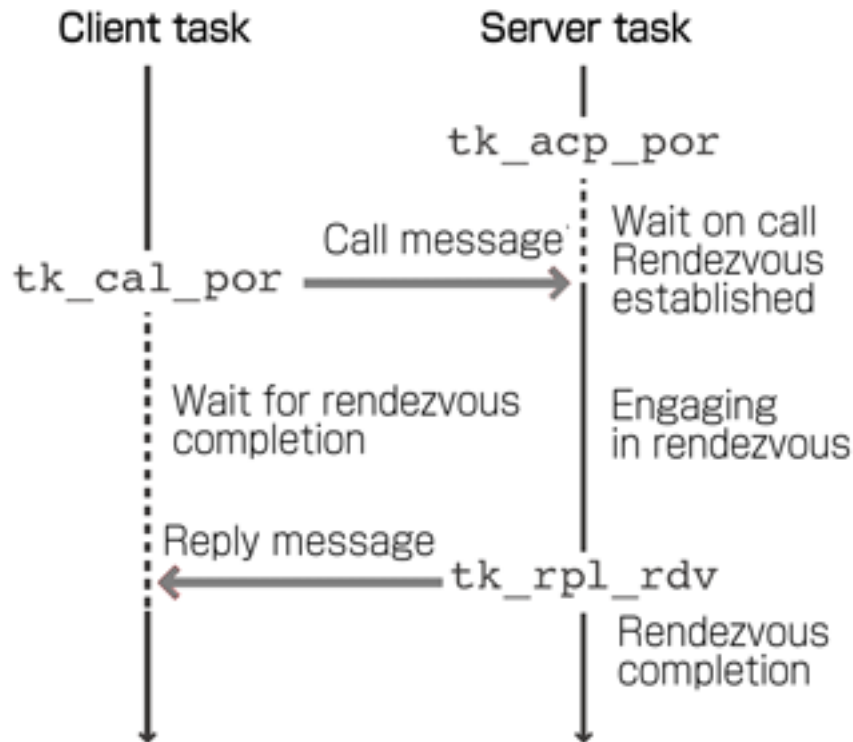 Client task
Server task
tk_acp_por
Wait on call
Rendezvous
established
Call message
tk_cal_por
Wait for rendezvous
completion
Engaging
in rendezvous
Reply message
tk_rpl_rdv
Rendezvous
completion